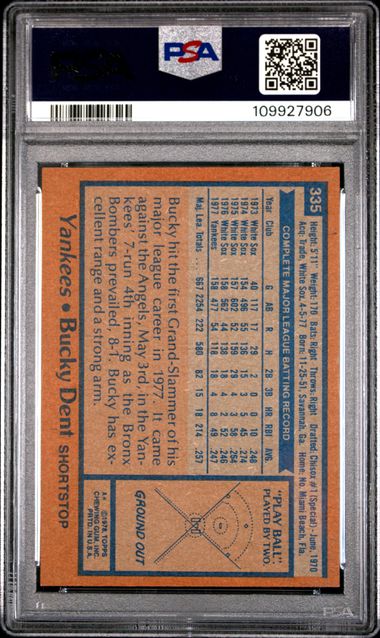 PSA
PSA
109927906
335
Height: 5'11" Weight: 170 Bats: Right Throws: Right Drafted: Chisox #1 (Special) - June, 1970
Acq: Trade, White Sox, 4-5-77 Born: 11-25-51, Savannah, Ga. Home: No. Miami Beach, Fla.
COMPLETE MAJOR LEAGUE BATTING RECORD
Year Club G AB R H 2B 3B HR RBI AVG.
1973 White Sox 40 117 17 29 2 0 0 10 .248
1974 White Sox 154 496 55 136 15 3 5 45 .274
1975 White Sox 157 602 52 159 29 4 3 58 .264
1976 White Sox 158 562 44 138 18 4 2 52 .246
1977 Yankees 158 477 54 118 18 4 8 49 .247
Maj. Lea. Totals 667 2254 222 580 82 15 18 214 .257
Bucky hit the first Grand-Slammer of his
major league career in 1977. It came
against the Angels, May 3rd, in the Yan-
kees' 7-run 4th inning as the Bronx
Bombers prevailed, 8-1. Bucky has ex-
cellent range and a strong arm.
Yankees • Bucky Dent SHORTSTOP
"PLAY BALL"
PLAYED BY TWO.
GROUND OUT
A* ©1978 TOPPS
CHEWING GUM, INC.
PRTD. IN U.S.A.
PSA